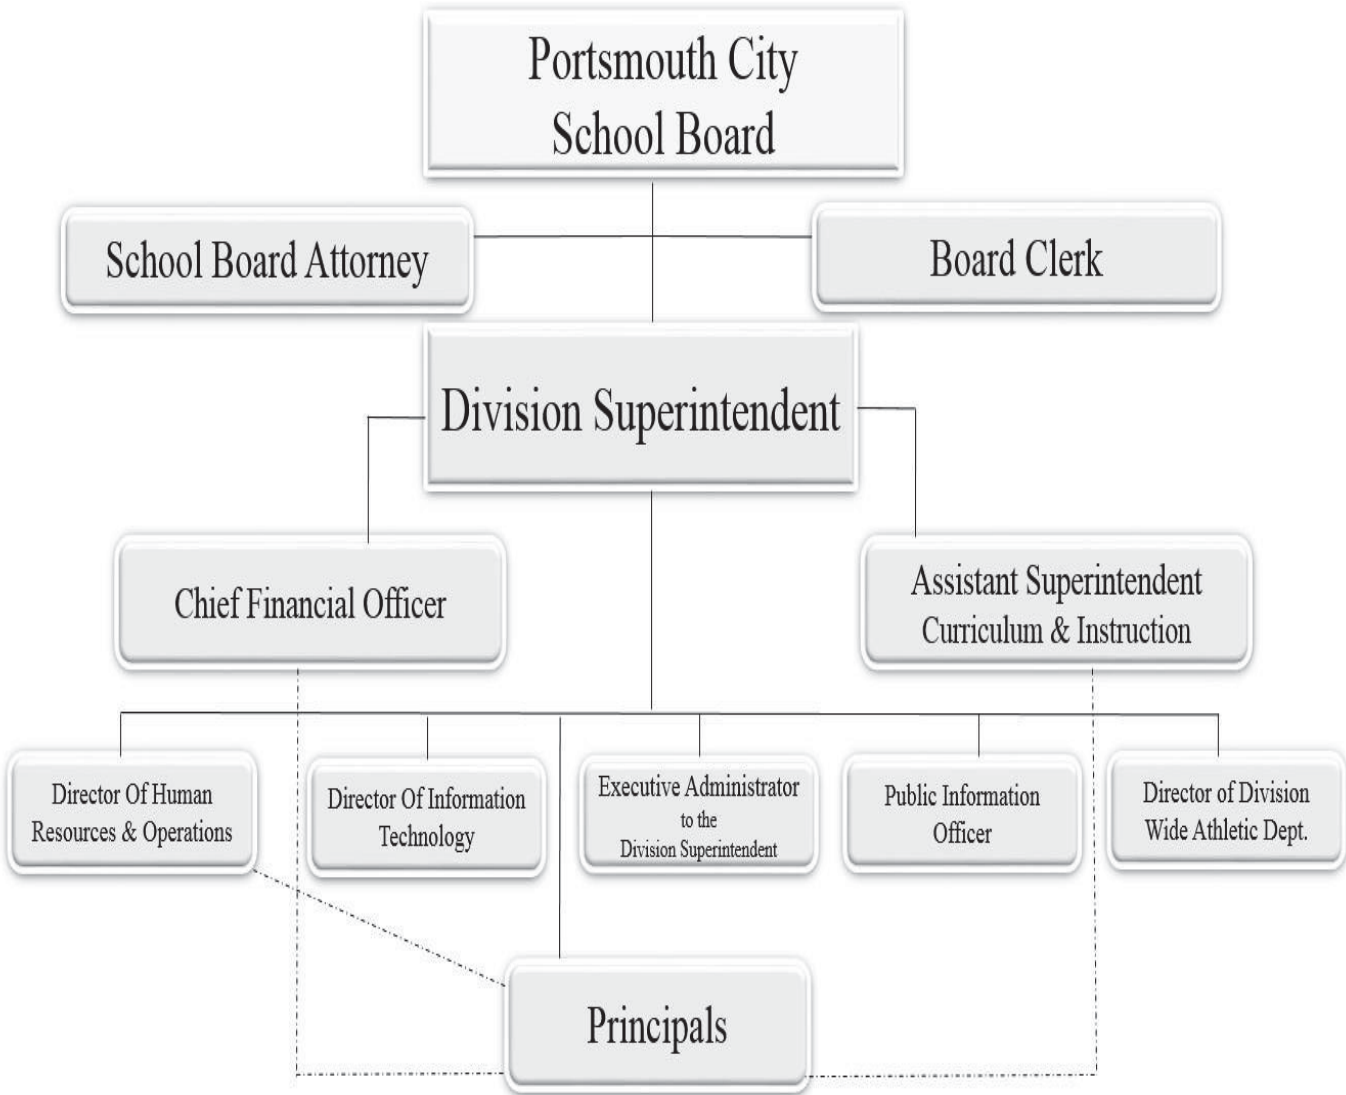 Portsmouth City
School Board
School Board Attorney
Board Clerk
Division Superintendent
Chief Financial Officer
Assistant Superintendent
Curriculum & Instruction
Director Of Human
Resources & Operations
Director Of Information
Technology
Executive Administrator
to the
Division Superintendent
Public Information
Officer
Director of Division
Wide Athletic Dept.
Principals